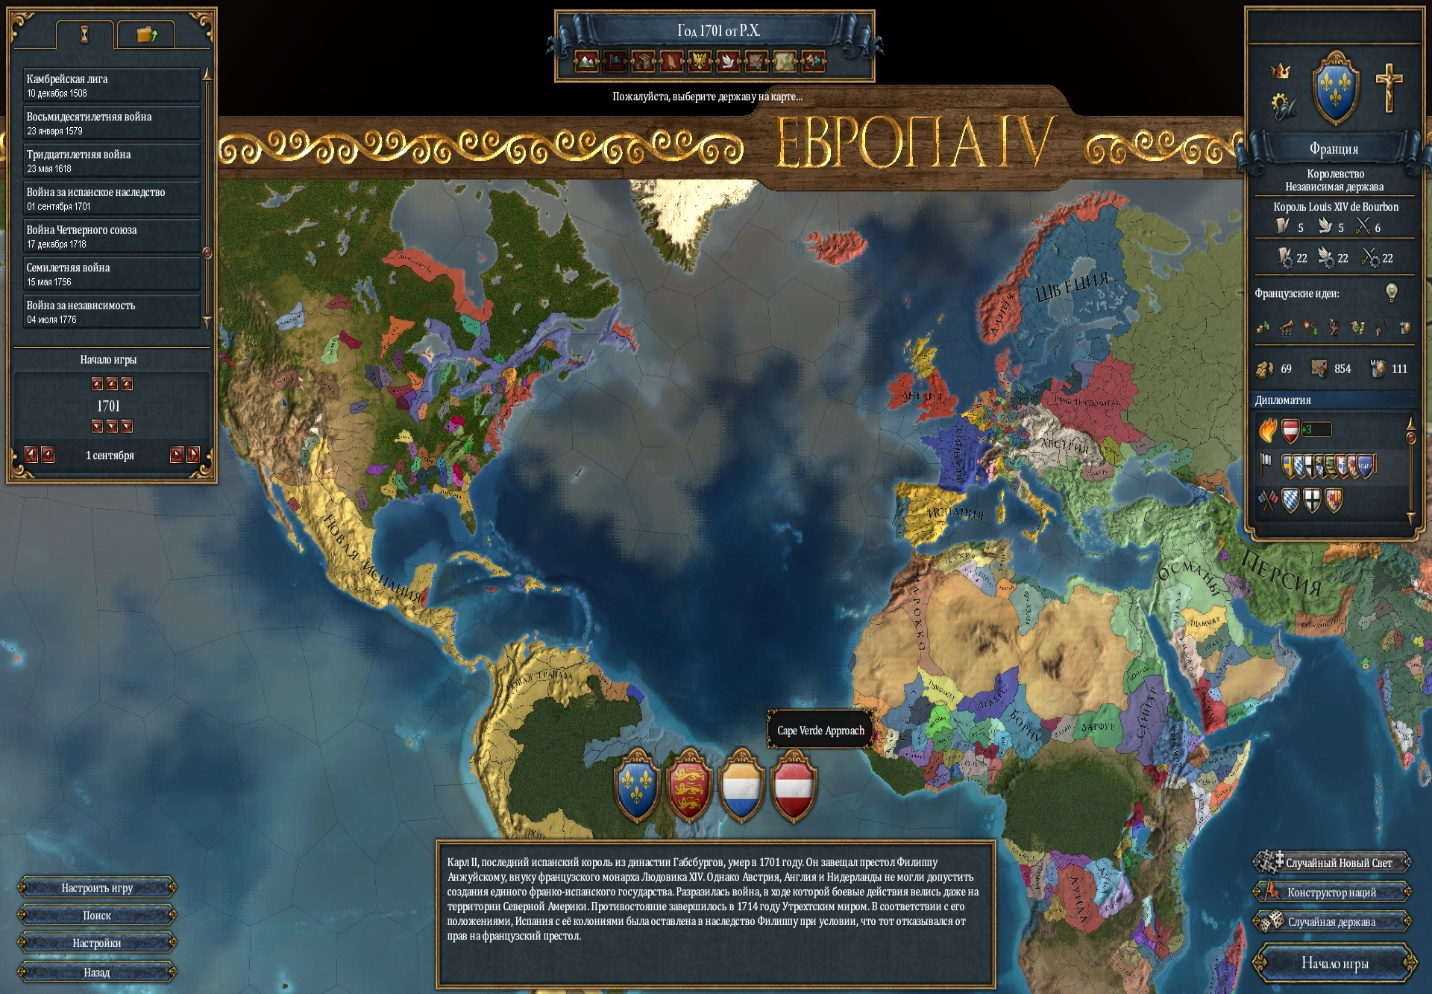 Камбрейская лига
10 декабря 1508
Восьмидесятилетняя война
23 января 1579
Тридцатилетняя война
23 мая 1618
Война за испанское наследство
01 сентября 1701
Война Четверного союза
17 декабря 1718
Семилетняя война
15 мая 1756
Война за независимость
04 июля 1776
Начало игры
1701
1 сентября
Год 1701 от Р.Х.
Пожалуйста, выберите державу на карте...
ЕВРОПА IV
Франция
Королевство
Независимая держава
Король Louis XIV de Bourbon
5 5 6
22 22 22
Французские идеи:
69 854 111
Дипломатия
+3
ШВЕЦИЯ
ДАНИЯ
АНГЛИЯ
АВСТРИЯ
ФРАНЦИЯ
ИСПАНИЯ
НОВАЯ ИСПАНИЯ
НОВАЯ ГРАНАДА
МАРОККО
ОСМАНЫ
ПЕРСИЯ
БОРНУ
ДАРФУР
СЕННАР
ЛУНДА
Cape Verde Approach
Карл II, последний испанский король из династии Габсбургов, умер в 1701 году. Он завещал престол Филиппу
Анжуйскому, внуку французского монарха Людовика XIV. Однако Австрия, Англия и Нидерланды не могли допустить
создания единого франко-испанского государства. Разразилась война, в ходе которой боевые действия велись даже на
территории Северной Америки. Противостояние завершилось в 1714 году Утрехтским миром. В соответствии с его
положениями, Испания с её колониями была оставлена в наследство Филиппу при условии, что тот отказывался от
прав на французский престол.
Настроить игру
Поиск
Настройки
Назад
Случайный Новый Свет
Конструктор наций
Случайная держава
Начало игры